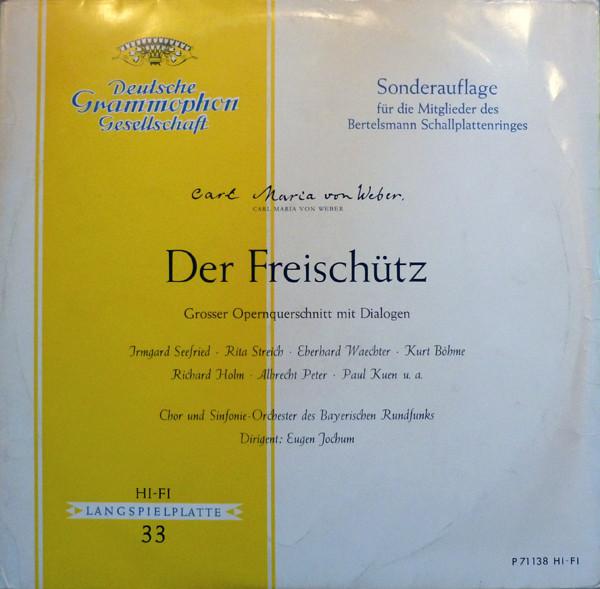 Deutsche
Grammophon
Gesellschaft
Sonderauflage
für die Mitglieder des
Bertelsmann Schallplattenringes
Carl Maria von Weber.
CARL MARIA VON WEBER
Der Freischütz
Grosser Opernquerschnitt mit Dialogen
Irmgard Seefried · Rita Streich · Eberhard Waechter · Kurt Böhme
Richard Holm · Albrecht Peter · Paul Kuen u. a.
Chor und Sinfonie-Orchester des Bayerischen Rundfunks
Dirigent: Eugen Jochum
HI-FI
LANGSPIELPLATTE
33
P 71138 HI-FI